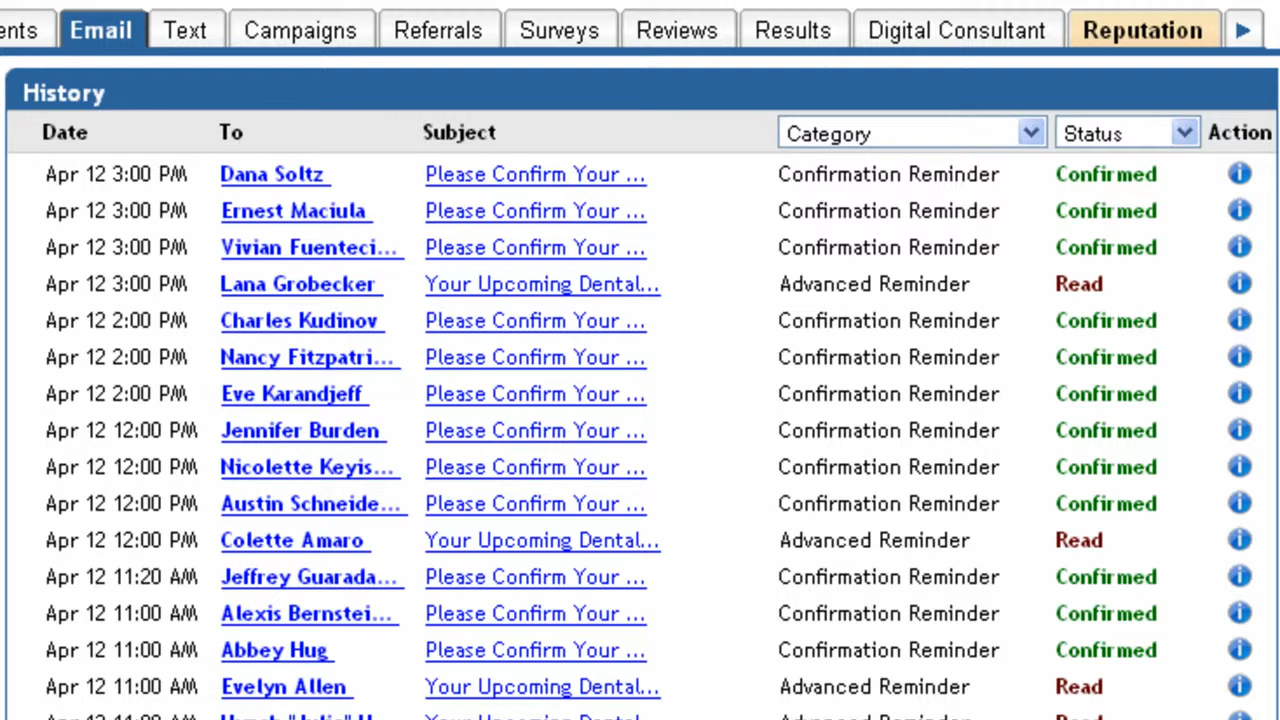 ents Email Text Campaigns Referrals Surveys Reviews Results Digital Consultant Reputation
History
Date To Subject Category Status Action
Apr 12 3:00 PM Dana Soltz Please Confirm Your ... Confirmation Reminder Confirmed
Apr 12 3:00 PM Ernest Maciula Please Confirm Your ... Confirmation Reminder Confirmed
Apr 12 3:00 PM Vivian Fuenteci... Please Confirm Your ... Confirmation Reminder Confirmed
Apr 12 3:00 PM Lana Grobecker Your Upcoming Dental... Advanced Reminder Read
Apr 12 2:00 PM Charles Kudinov Please Confirm Your ... Confirmation Reminder Confirmed
Apr 12 2:00 PM Nancy Fitzpatri... Please Confirm Your ... Confirmation Reminder Confirmed
Apr 12 2:00 PM Eve Karandjeff Please Confirm Your ... Confirmation Reminder Confirmed
Apr 12 12:00 PM Jennifer Burden Please Confirm Your ... Confirmation Reminder Confirmed
Apr 12 12:00 PM Nicolette Keyis... Please Confirm Your ... Confirmation Reminder Confirmed
Apr 12 12:00 PM Austin Schneide... Please Confirm Your ... Confirmation Reminder Confirmed
Apr 12 12:00 PM Colette Amaro Your Upcoming Dental... Advanced Reminder Read
Apr 12 11:20 AM Jeffrey Guarada... Please Confirm Your ... Confirmation Reminder Confirmed
Apr 12 11:00 AM Alexis Bernstei... Please Confirm Your ... Confirmation Reminder Confirmed
Apr 12 11:00 AM Abbey Hug Please Confirm Your ... Confirmation Reminder Confirmed
Apr 12 11:00 AM Evelyn Allen Your Upcoming Dental... Advanced Reminder Read